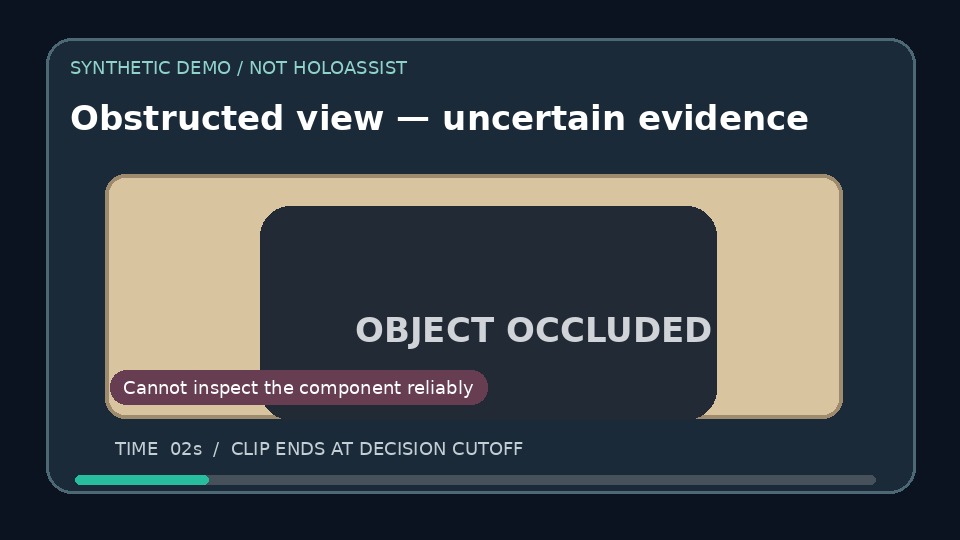 SYNTHETIC DEMO / NOT HOLOASSIST
Obstructed view — uncertain evidence
OBJECT OCCLUDED
Cannot inspect the component reliably
TIME  02s  /  CLIP ENDS AT DECISION CUTOFF